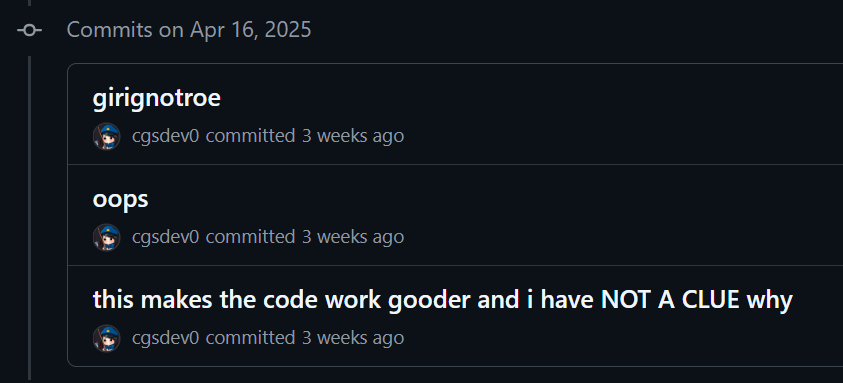 Commits on Apr 16, 2025
girignotroe
cgsdev0 committed 3 weeks ago
oops
cgsdev0 committed 3 weeks ago
this makes the code work gooder and i have NOT A CLUE why
cgsdev0 committed 3 weeks ago